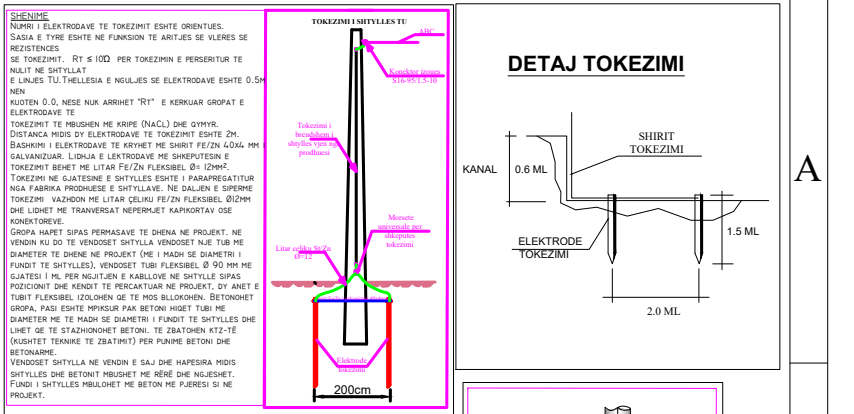 SHENIME
NUMRI I ELEKTRODAVE TE TOKEZIMIT ESHTE ORIENTUES.
SASIA E TYRE ESHTE NE FUNKSION TE ARITJES SE VLERES SE
REZISTENCES
SE TOKEZIMIT. RT ≤ 10Ω PER TOKEZIMIN E PERSERITUR TE
NULIT NE SHTYLLAT
E LINJES TU.THELLESIA E NGULJES SE ELEKTRODAVE ESHTE 0.5M
NEN
KUOTEN 0.0, NESE NUK ARRIHET "RT" E KERKUAR GROPAT E
ELEKTRODAVE TE
TOKEZIMIT TE MBUSHEN ME KRIPE (NACL) DHE QYMYR.
DISTANCA MIDIS DY ELEKTRODAVE TE TOKEZIMIT ESHTE 2M.
BASHKIMI I ELEKTRODAVE TE KRYHET ME SHIRIT FE/ZN 40X4 MM I
GALVANIZUAR. LIDHJA E LEKTRODAVE ME SHKEPUTESIN E
TOKEZIMIT BEHET ME LITAR FE/ZN FLEKSIBEL Ø= 12MM².
TOKEZIMI NE GJATESINE E SHTYLLES ESHTE I PARAPREGATITUR
NGA FABRIKA PRODHUESE E SHTYLLAVE. NE DALJEN E SIPERME
TOKEZIMI VAZHDON ME LITAR ÇELIKU FE/ZN FLEKSIBEL Ø12MM
DHE LIDHET ME TRANVERSAT NEPERMJET KAPIKORTAV OSE
KONEKTOREVE.
GROPA HAPET SIPAS PERMASAVE TE DHENA NE PROJEKT. NE
VENDIN KU DO TE VENDOSET SHTYLLA VENDOSET NJE TUB ME
DIAMETER TE DHENE NE PROJEKT (ME I MADH SE DIAMETRI I
FUNDIT TE SHTYLLES), VENDOSET TUBI FLEKSIBEL Ø 90 MM ME
GJATESI 1 ML PER NGJITJEN E KABLLOVE NE SHTYLLE SIPAS
POZICIONIT DHE KENDIT TE PERCAKTUAR NE PROJEKT, DY ANET E
TUBIT FLEKSIBEL IZOLOHEN QE TE MOS BLLOKOHEN. BETONOHET
GROPA, PASI ESHTE MPIKSUR PAK BETONI HIQET TUBI ME
DIAMETER ME TE MADH SE DIAMETRI I FUNDIT TE SHTYLLES DHE
LIHET QE TE STAZHIONOHET BETONI. TE ZBATOHEN KTZ-TË
(KUSHTET TEKNIKE TE ZBATIMIT) PER PUNIME BETONI DHE
BETONARME.
VENDOSET SHTYLLA NE VENDIN E SAJ DHE HAPESIRA MIDIS
SHTYLLES DHE BETONIT MBUSHET ME RËRË DHE NGJESHET.
FUNDI I SHTYLLES MBULOHET ME BETON ME PJERESI SI NE
PROJEKT.
TOKEZIMI I SHTYLLES TU
ABC
Konektor izoues
S16-95/1.5-10
Tokezimi i
brendshem i
shtylles vjen nga
prodhuesi
Morsete
universale per
shkeputes
tokezimi
Litar celiku St/Zn
Ø=12
Elektrode
tokezimi
200cm
DETAJ TOKEZIMI
SHIRIT
TOKEZIMI
KANAL
0.6 ML
1.5 ML
ELEKTRODE
TOKEZIMI
2.0 ML
A